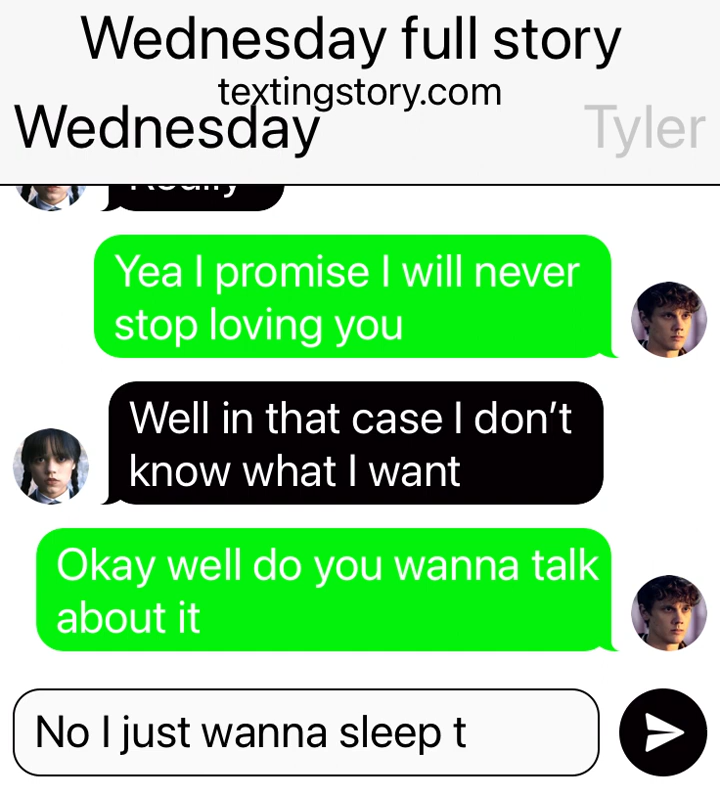 Wednesday full story
textingstory.com
Wednesday Tyler
Yea I promise I will never
stop loving you
Well in that case I don’t
know what I want
Okay well do you wanna talk
about it
No I just wanna sleep t